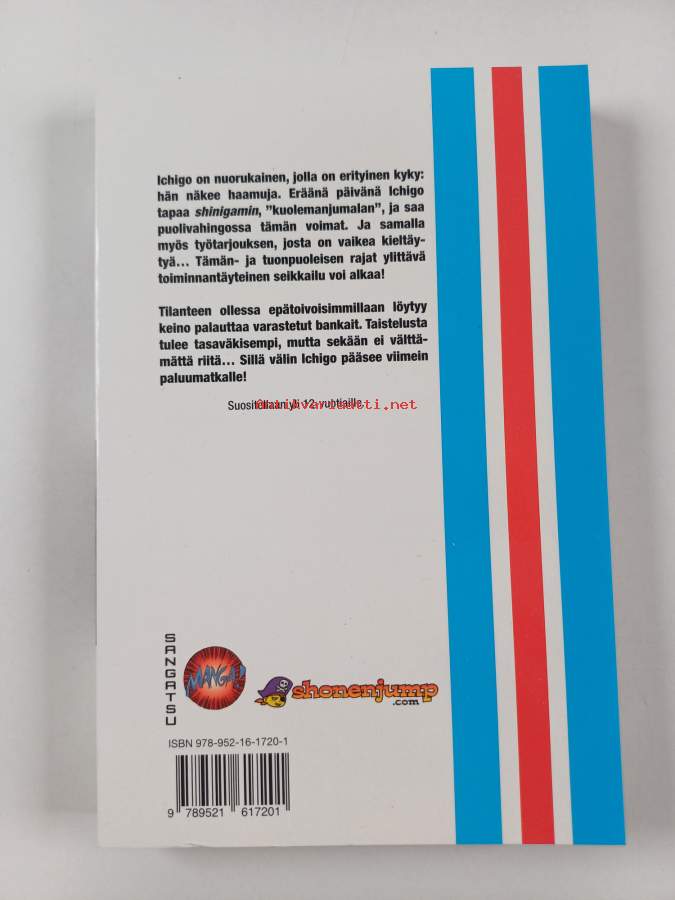 Ichigo on nuorukainen, jolla on erityinen kyky:
hän näkee haamuja. Eräänä päivänä Ichigo
tapaa shinigamin, ”kuolemanjumalan”, ja saa
puolivahingossa tämän voimat. Ja samalla
myös työtarjouksen, josta on vaikea kieltäy-
tyä... Tämän- ja tuonpuoleisen rajat ylittävä
toiminnantäyteinen seikkailu voi alkaa!
Tilanteen ollessa epätoivoisimmillaan löytyy
keino palauttaa varastetut bankait. Taistelusta
tulee tasaväkisempi, mutta sekään ei välttä-
mättä riitä... Sillä välin Ichigo pääsee viimein
paluumatkalle!
Suositellaan yli 12-vuotiaille.
antikvariaatti.net
SANGATSU
MANGA!
shonenjump
.com
ISBN 978-952-16-1720-1
9 789521 617201